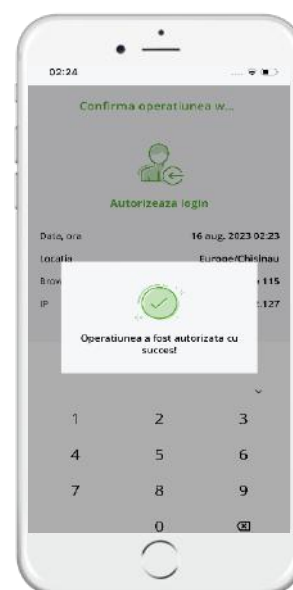 02:24
Confirma operatiunea w...
Autorizeaza login
Data, ora 16 aug. 2023 02:23
Locatia Europe/Chisinau
115
IP .127
Operatiunea a fost autorizata cu
succes!
1 2 3
4 5 6
7 8 9
0